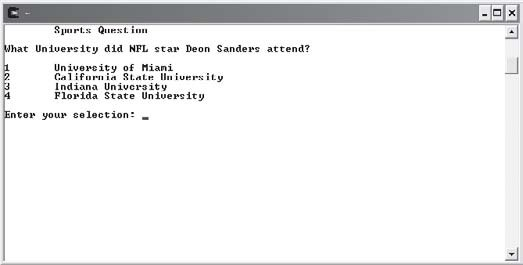 Sports Question
What University did NFL star Deon Sanders attend?
1 University of Miami
2 California State University
3 Indiana University
4 Florida State University
Enter your selection: